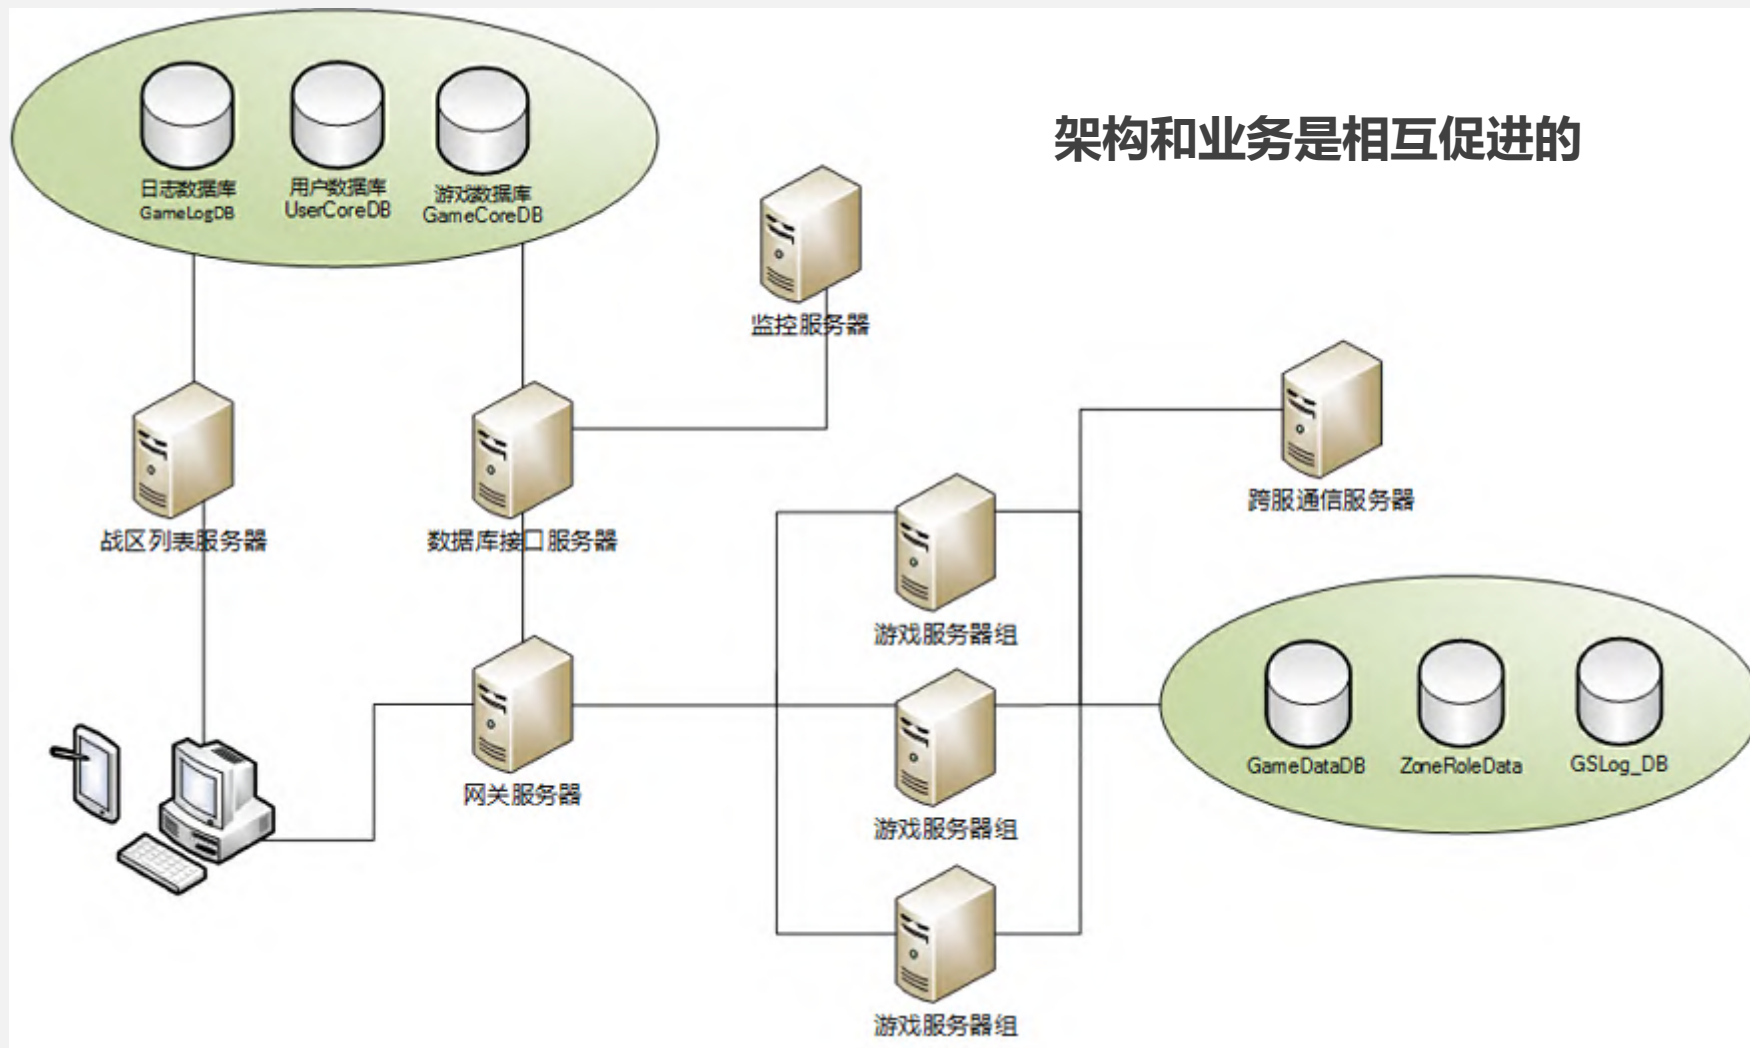 架构和业务是相互促进的
日志数据库
GameLogDB
用户数据库
UserCoreDB
游戏数据库
GameCoreDB
监控服务器
战区列表服务器
数据库接口服务器
跨服通信服务器
游戏服务器组
网关服务器
游戏服务器组
GameDataDB
ZoneRoleData
GSLog_DB
游戏服务器组